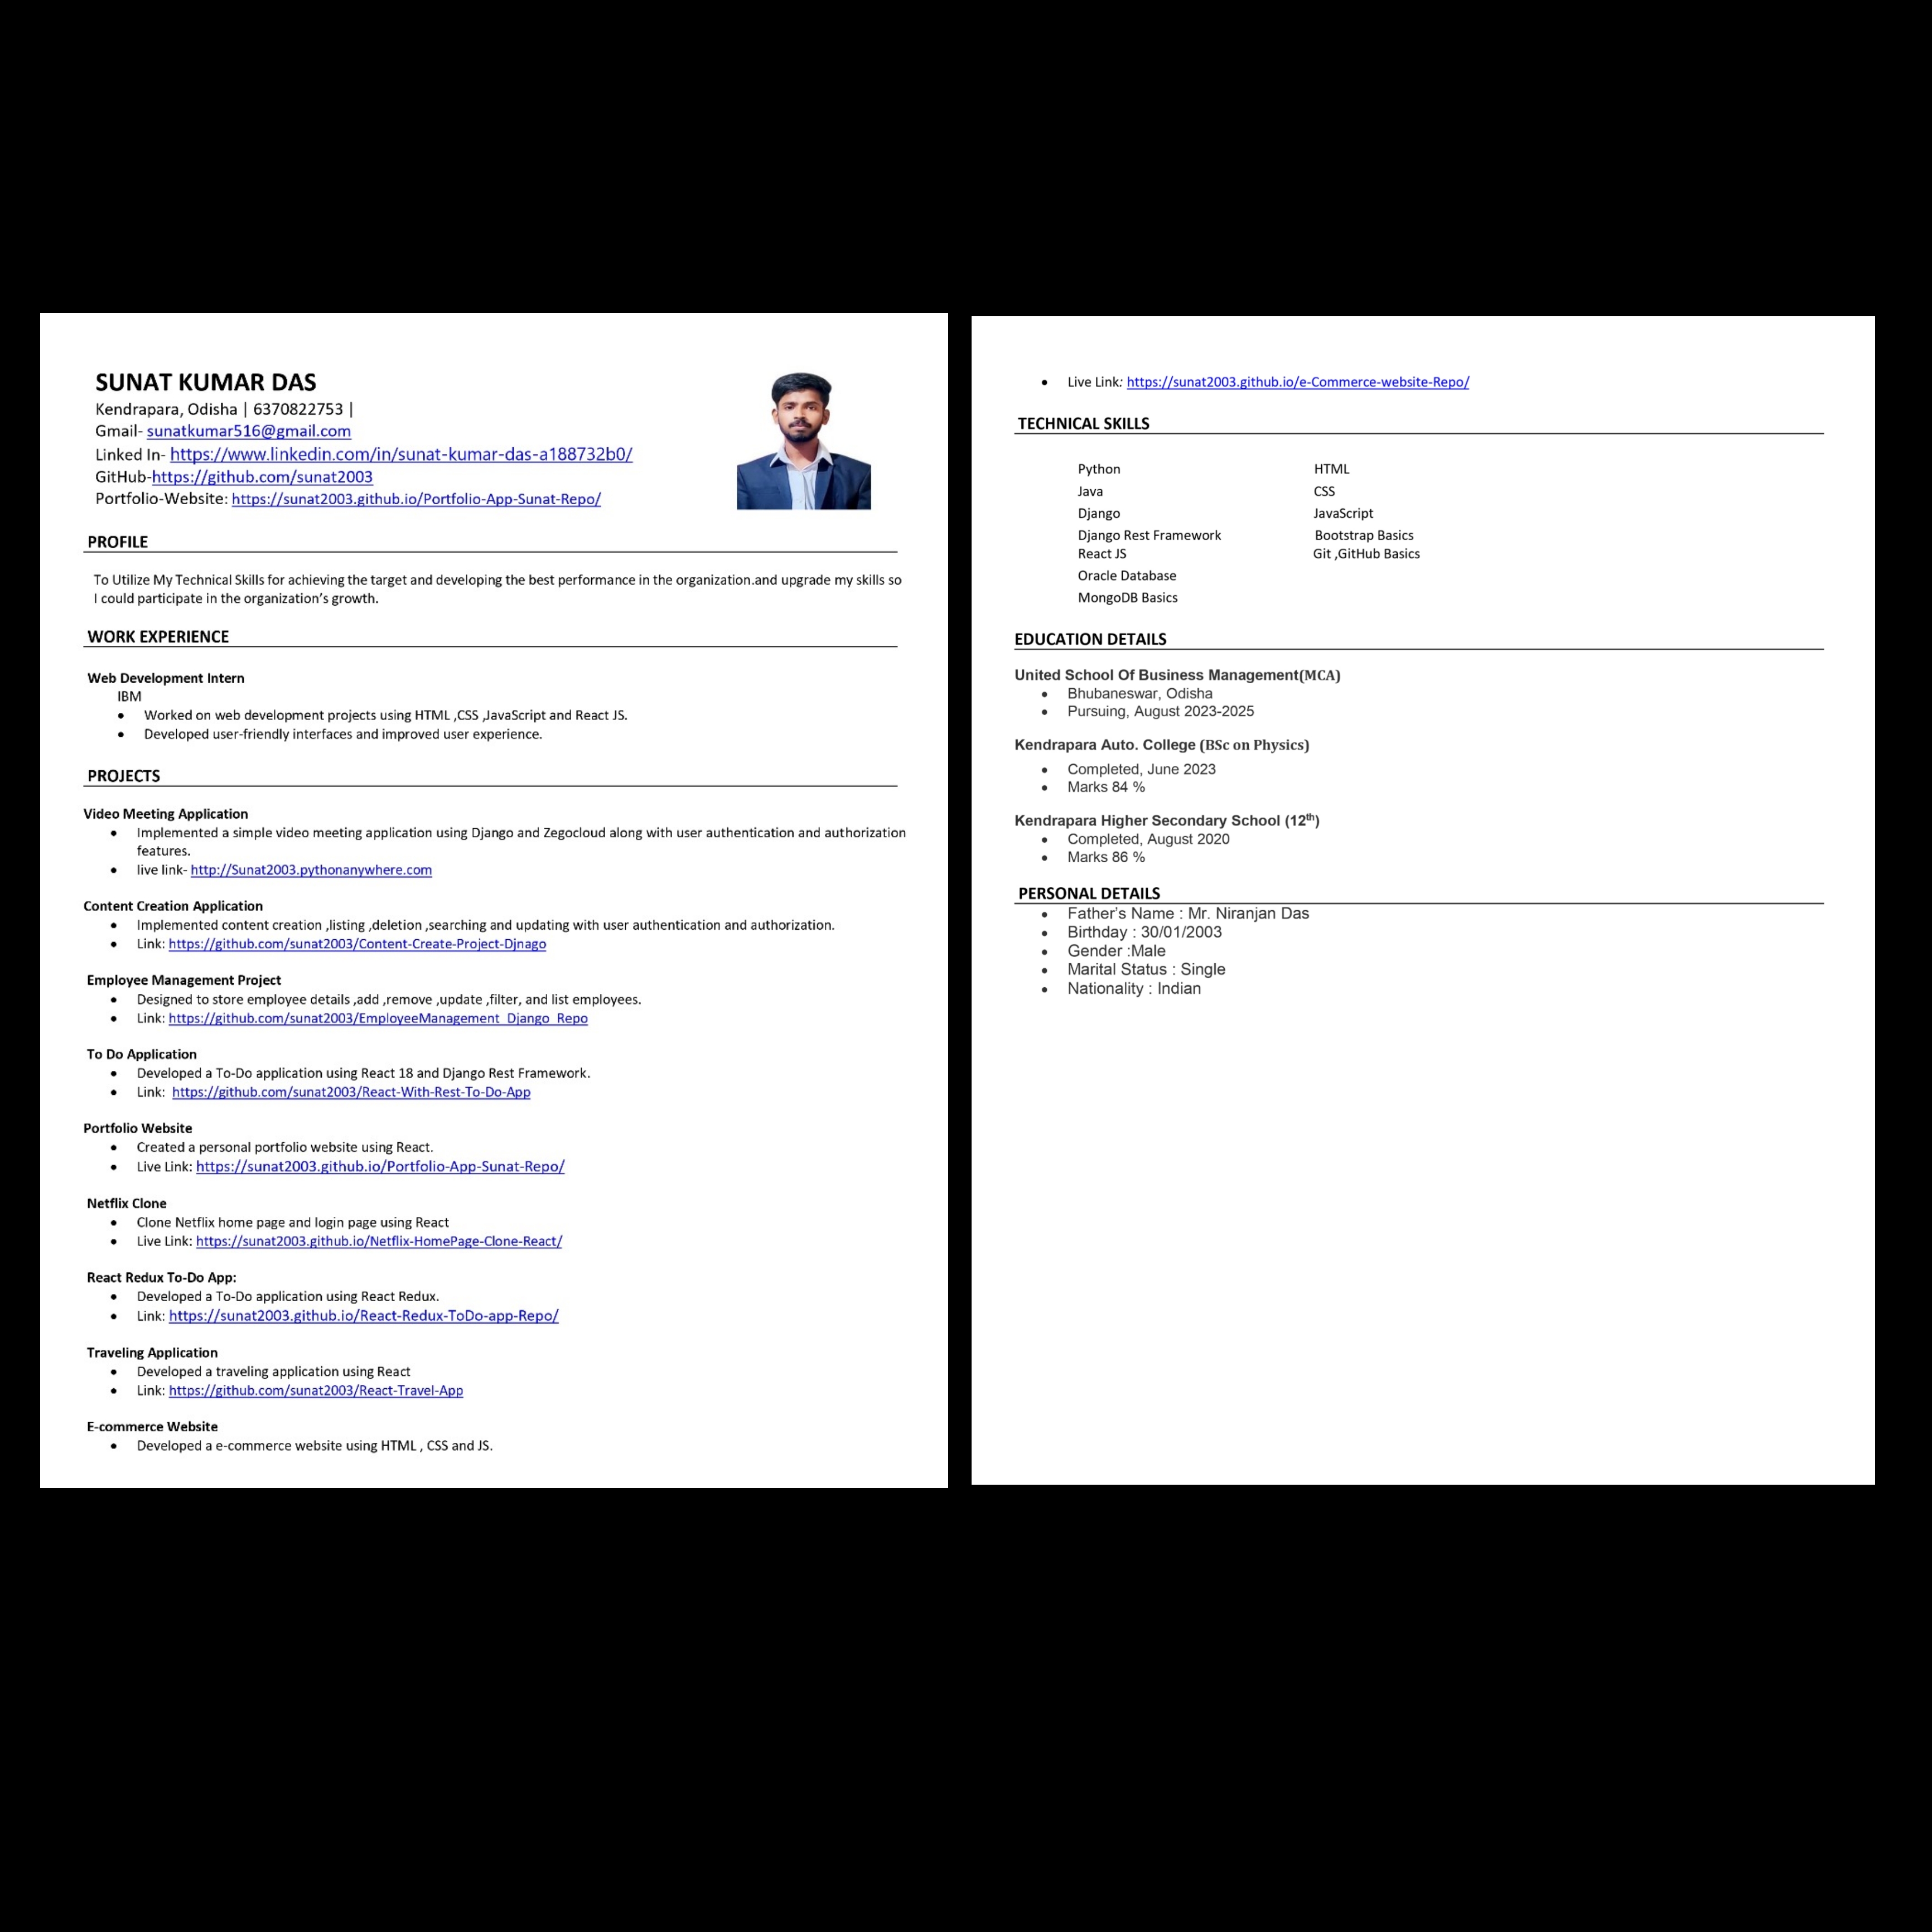 SUNAT KUMAR DAS
Kendrapara, Odisha | 6370822753 |
Gmail- sunatkumar516@gmail.com
Linked In- https://www.linkedin.com/in/sunat-kumar-das-a188732b0/
GitHub-https://github.com/sunat2003
Portfolio-Website: https://sunat2003.github.io/Portfolio-App-Sunat-Repo/
PROFILE
To Utilize My Technical Skills for achieving the target and developing the best performance in the organization.and upgrade my skills so
I could participate in the organization’s growth.
WORK EXPERIENCE
Web Development Intern
IBM
• Worked on web development projects using HTML ,CSS ,JavaScript and React JS.
• Developed user-friendly interfaces and improved user experience.
PROJECTS
Video Meeting Application
• Implemented a simple video meeting application using Django and Zegocloud along with user authentication and authorization
features.
• live link- http://Sunat2003.pythonanywhere.com
Content Creation Application
• Implemented content creation ,listing ,deletion ,searching and updating with user authentication and authorization.
• Link: https://github.com/sunat2003/Content-Create-Project-Djnago
Employee Management Project
• Designed to store employee details ,add ,remove ,update ,filter, and list employees.
• Link: https://github.com/sunat2003/EmployeeManagement_Django_Repo
To Do Application
• Developed a To-Do application using React 18 and Django Rest Framework.
• Link: https://github.com/sunat2003/React-With-Rest-To-Do-App
Portfolio Website
• Created a personal portfolio website using React.
• Live Link: https://sunat2003.github.io/Portfolio-App-Sunat-Repo/
Netflix Clone
• Clone Netflix home page and login page using React
• Live Link: https://sunat2003.github.io/Netflix-HomePage-Clone-React/
React Redux To-Do App:
• Developed a To-Do application using React Redux.
• Link: https://sunat2003.github.io/React-Redux-ToDo-app-Repo/
Traveling Application
• Developed a traveling application using React
• Link: https://github.com/sunat2003/React-Travel-App
E-commerce Website
• Developed a e-commerce website using HTML , CSS and JS.
• Live Link: https://sunat2003.github.io/e-Commerce-website-Repo/
TECHNICAL SKILLS
Python HTML
Java CSS
Django JavaScript
Django Rest Framework Bootstrap Basics
React JS Git ,GitHub Basics
Oracle Database
MongoDB Basics
EDUCATION DETAILS
United School Of Business Management(MCA)
• Bhubaneswar, Odisha
• Pursuing, August 2023-2025
Kendrapara Auto. College (BSc on Physics)
• Completed, June 2023
• Marks 84 %
Kendrapara Higher Secondary School (12th)
• Completed, August 2020
• Marks 86 %
PERSONAL DETAILS
• Father’s Name : Mr. Niranjan Das
• Birthday : 30/01/2003
• Gender :Male
• Marital Status : Single
• Nationality : Indian